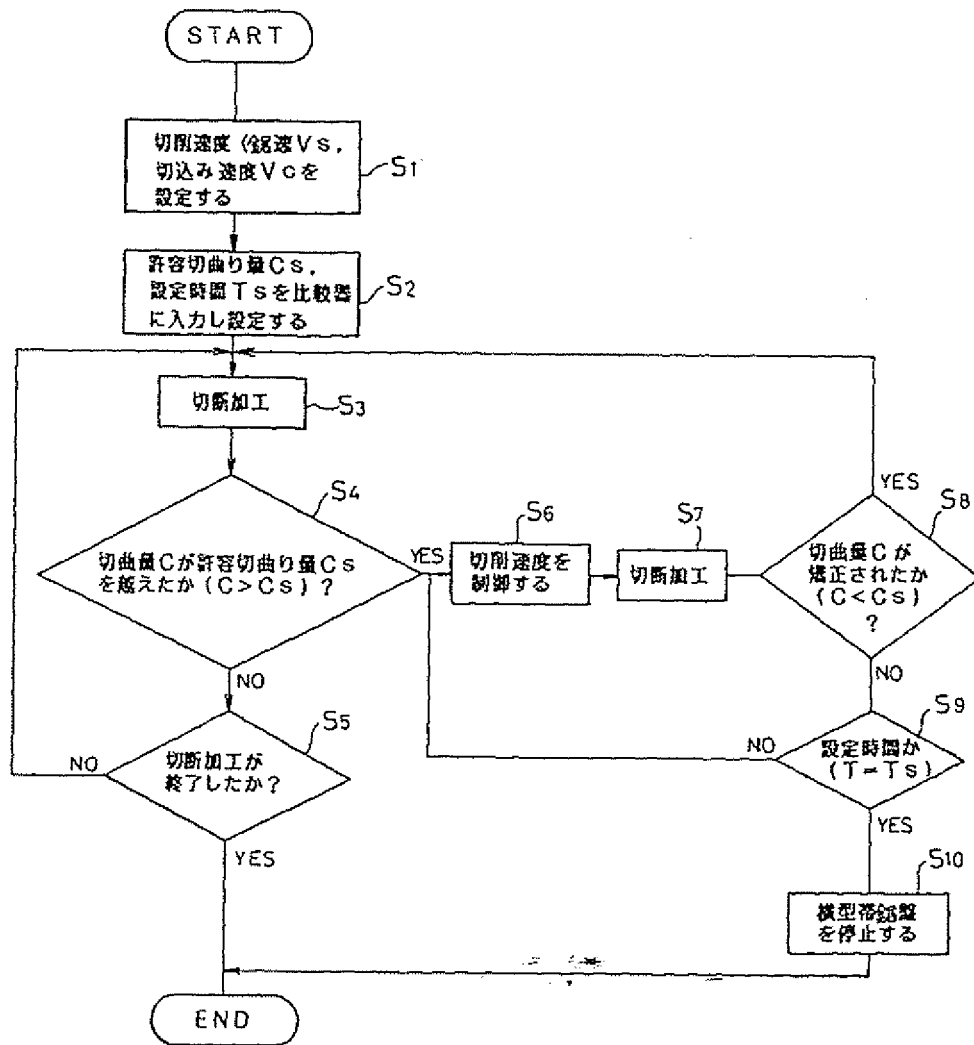 START
切削速度(鋸速Vs,
切込み速度Vcを
設定する
S1
許容切曲り量Cs,
設定時間Tsを比較器
に入力し設定する
S2
切断加工
S3
S4
切曲量Cが許容切曲り量Cs
を越えたか(C>Cs)?
YES
NO
S5
切断加工が
終了したか?
NO
YES
S6
切削速度を
制御する
S7
切断加工
YES
S8
切曲量Cが
矯正されたか
(C<Cs)
?
NO
S9
設定時間か
(T=Ts)
NO
YES
S10
横型帯鋸盤
を停止する
END